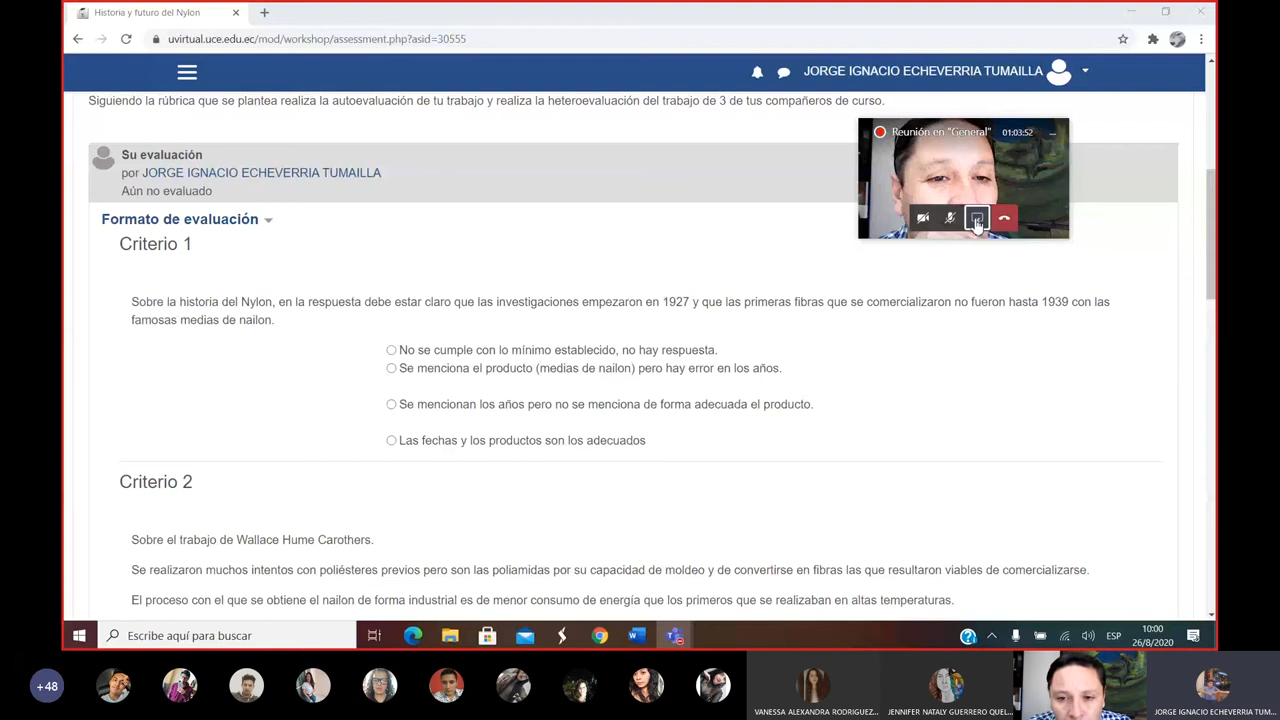 Historia y futuro del Nylon
uvirtual.uce.edu.ec/mod/workshop/assessment.php?asid=30555
JORGE IGNACIO ECHEVERRIA TUMAILLA
Siguiendo la rúbrica que se plantea realiza la autoevaluación de tu trabajo y realiza la heteroevaluación del trabajo de 3 de tus compañeros de curso.
Reunión en "General" 01:03:52
Su evaluación
por JORGE IGNACIO ECHEVERRIA TUMAILLA
Aún no evaluado
Formato de evaluación
Criterio 1
Sobre la historia del Nylon, en la respuesta debe estar claro que las investigaciones empezaron en 1927 y que las primeras fibras que se comercializaron no fueron hasta 1939 con las
famosas medias de nailon.
No se cumple con lo mínimo establecido, no hay respuesta.
Se menciona el producto (medias de nailon) pero hay error en los años.
Se mencionan los años pero no se menciona de forma adecuada el producto.
Las fechas y los productos son los adecuados
Criterio 2
Sobre el trabajo de Wallace Hume Carothers.
Se realizaron muchos intentos con poliésteres previos pero son las poliamidas por su capacidad de moldeo y de convertirse en fibras las que resultaron viables de comercializarse.
El proceso con el que se obtiene el nailon de forma industrial es de menor consumo de energía que los primeros que se realizaban en altas temperaturas.
Escribe aquí para buscar
ESP
10:00
26/8/2020
+48
VANESSA ALEXANDRA RODRIGUEZ...
JENNIFER NATALY GUERRERO QUEL...
JORGE IGNACIO ECHEVERRIA TUM...